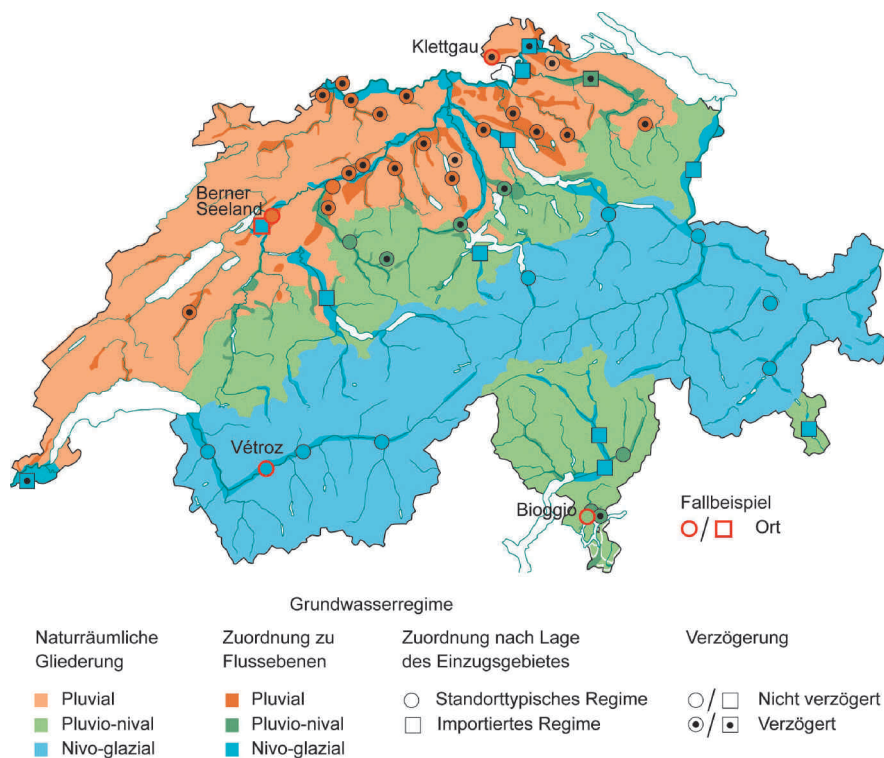 Klettgau
Berner
Seeland
Vétroz
Bioggio
Fallbeispiel
/ Ort
Grundwasserregime
Naturräumliche
Gliederung
Pluvial
Pluvio-nival
Nivo-glazial
Zuordnung zu
Flussebenen
Pluvial
Pluvio-nival
Nivo-glazial
Zuordnung nach Lage
des Einzugsgebietes
Standorttypisches Regime
Importiertes Regime
Verzögerung
/ Nicht verzögert
/ Verzögert